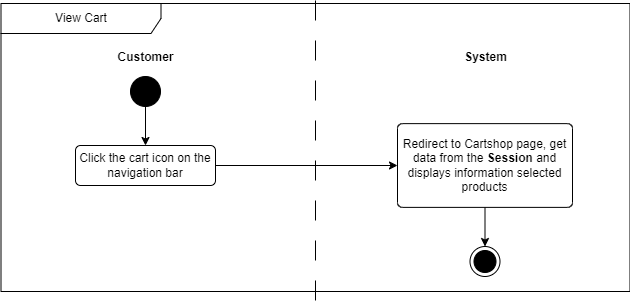 View Cart
Customer
System
Click the cart icon on the
navigation bar
Redirect to Cartshop page, get
data from the Session and
displays information selected
products